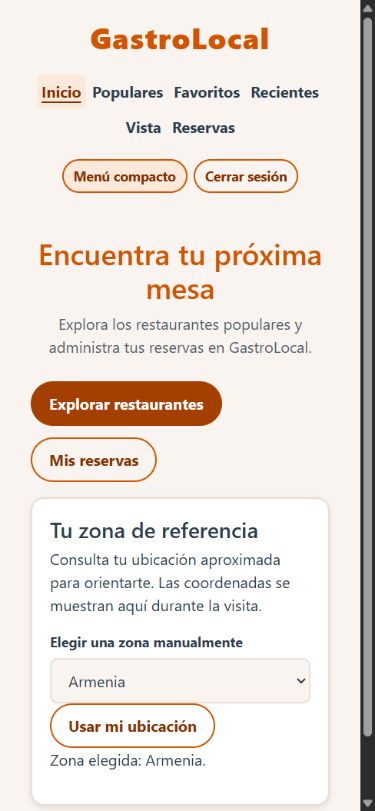 GastroLocal
Inicio Populares Favoritos Recientes
Vista Reservas
Menú compacto Cerrar sesión
Encuentra tu próxima
mesa
Explora los restaurantes populares y
administra tus reservas en GastroLocal.
Explorar restaurantes
Mis reservas
Tu zona de referencia
Consulta tu ubicación aproximada
para orientarte. Las coordenadas se
muestran aquí durante la visita.
Elegir una zona manualmente
Armenia
Usar mi ubicación
Zona elegida: Armenia.